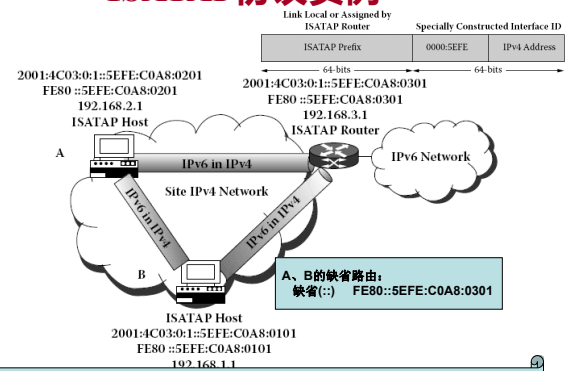 Link Local or Assigned by
ISATAP Router
Specially Constructed Interface ID
ISATAP Prefix
0000:5EFE
IPv4 Address
64-bits
64-bits
2001:4C03:0:1::5EFE:C0A8:0201
FE80 ::5EFE:C0A8:0201
192.168.2.1
ISATAP Host
2001:4C03:0:1::5EFE:C0A8:0301
FE80 ::5EFE:C0A8:0301
192.168.3.1
ISATAP Router
A
IPv6 in IPv4
IPv6 Network
Site IPv4 Network
IPv6 in IPv4
IPv6 in IPv4
B
A、B的缺省路由：
缺省(::) FE80::5EFE:C0A8:0301
ISATAP Host
2001:4C03:0:1::5EFE:C0A8:0101
FE80 ::5EFE:C0A8:0101
192.168.1.1